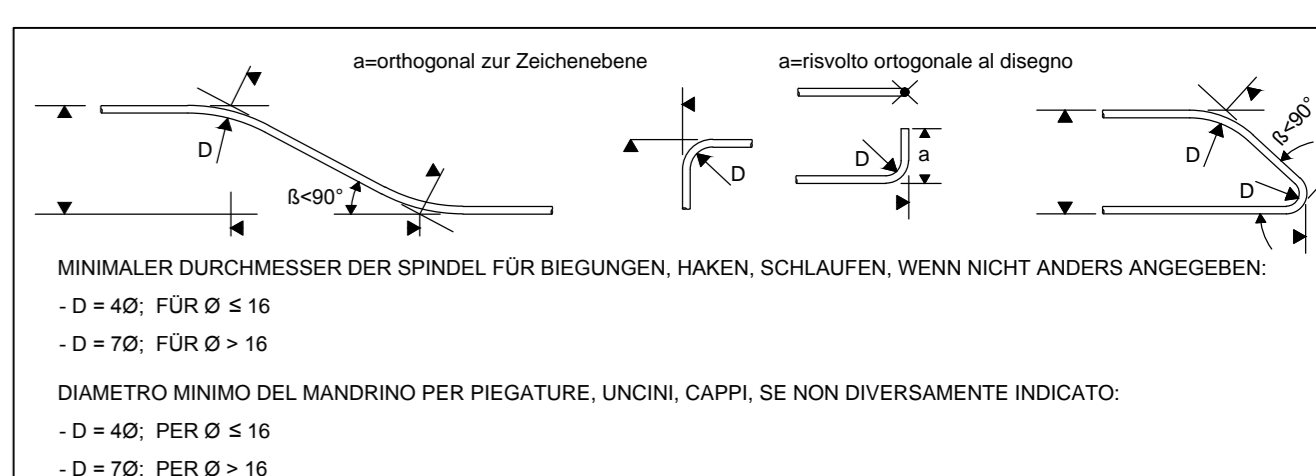 a=orthogonal zur Zeichenebene
a=risvolto ortogonale al disegno
D
ß<90°
D
D
a
D
D
ß<90°
MINIMALER DURCHMESSER DER SPINDEL FÜR BIEGUNGEN, HAKEN, SCHLAUFEN, WENN NICHT ANDERS ANGEGEBEN:
- D = 4Ø; FÜR Ø ≤ 16
- D = 7Ø; FÜR Ø > 16
DIAMETRO MINIMO DEL MANDRINO PER PIEGATURE, UNCINI, CAPPI, SE NON DIVERSAMENTE INDICATO:
- D = 4Ø; PER Ø ≤ 16
- D = 7Ø; PER Ø > 16